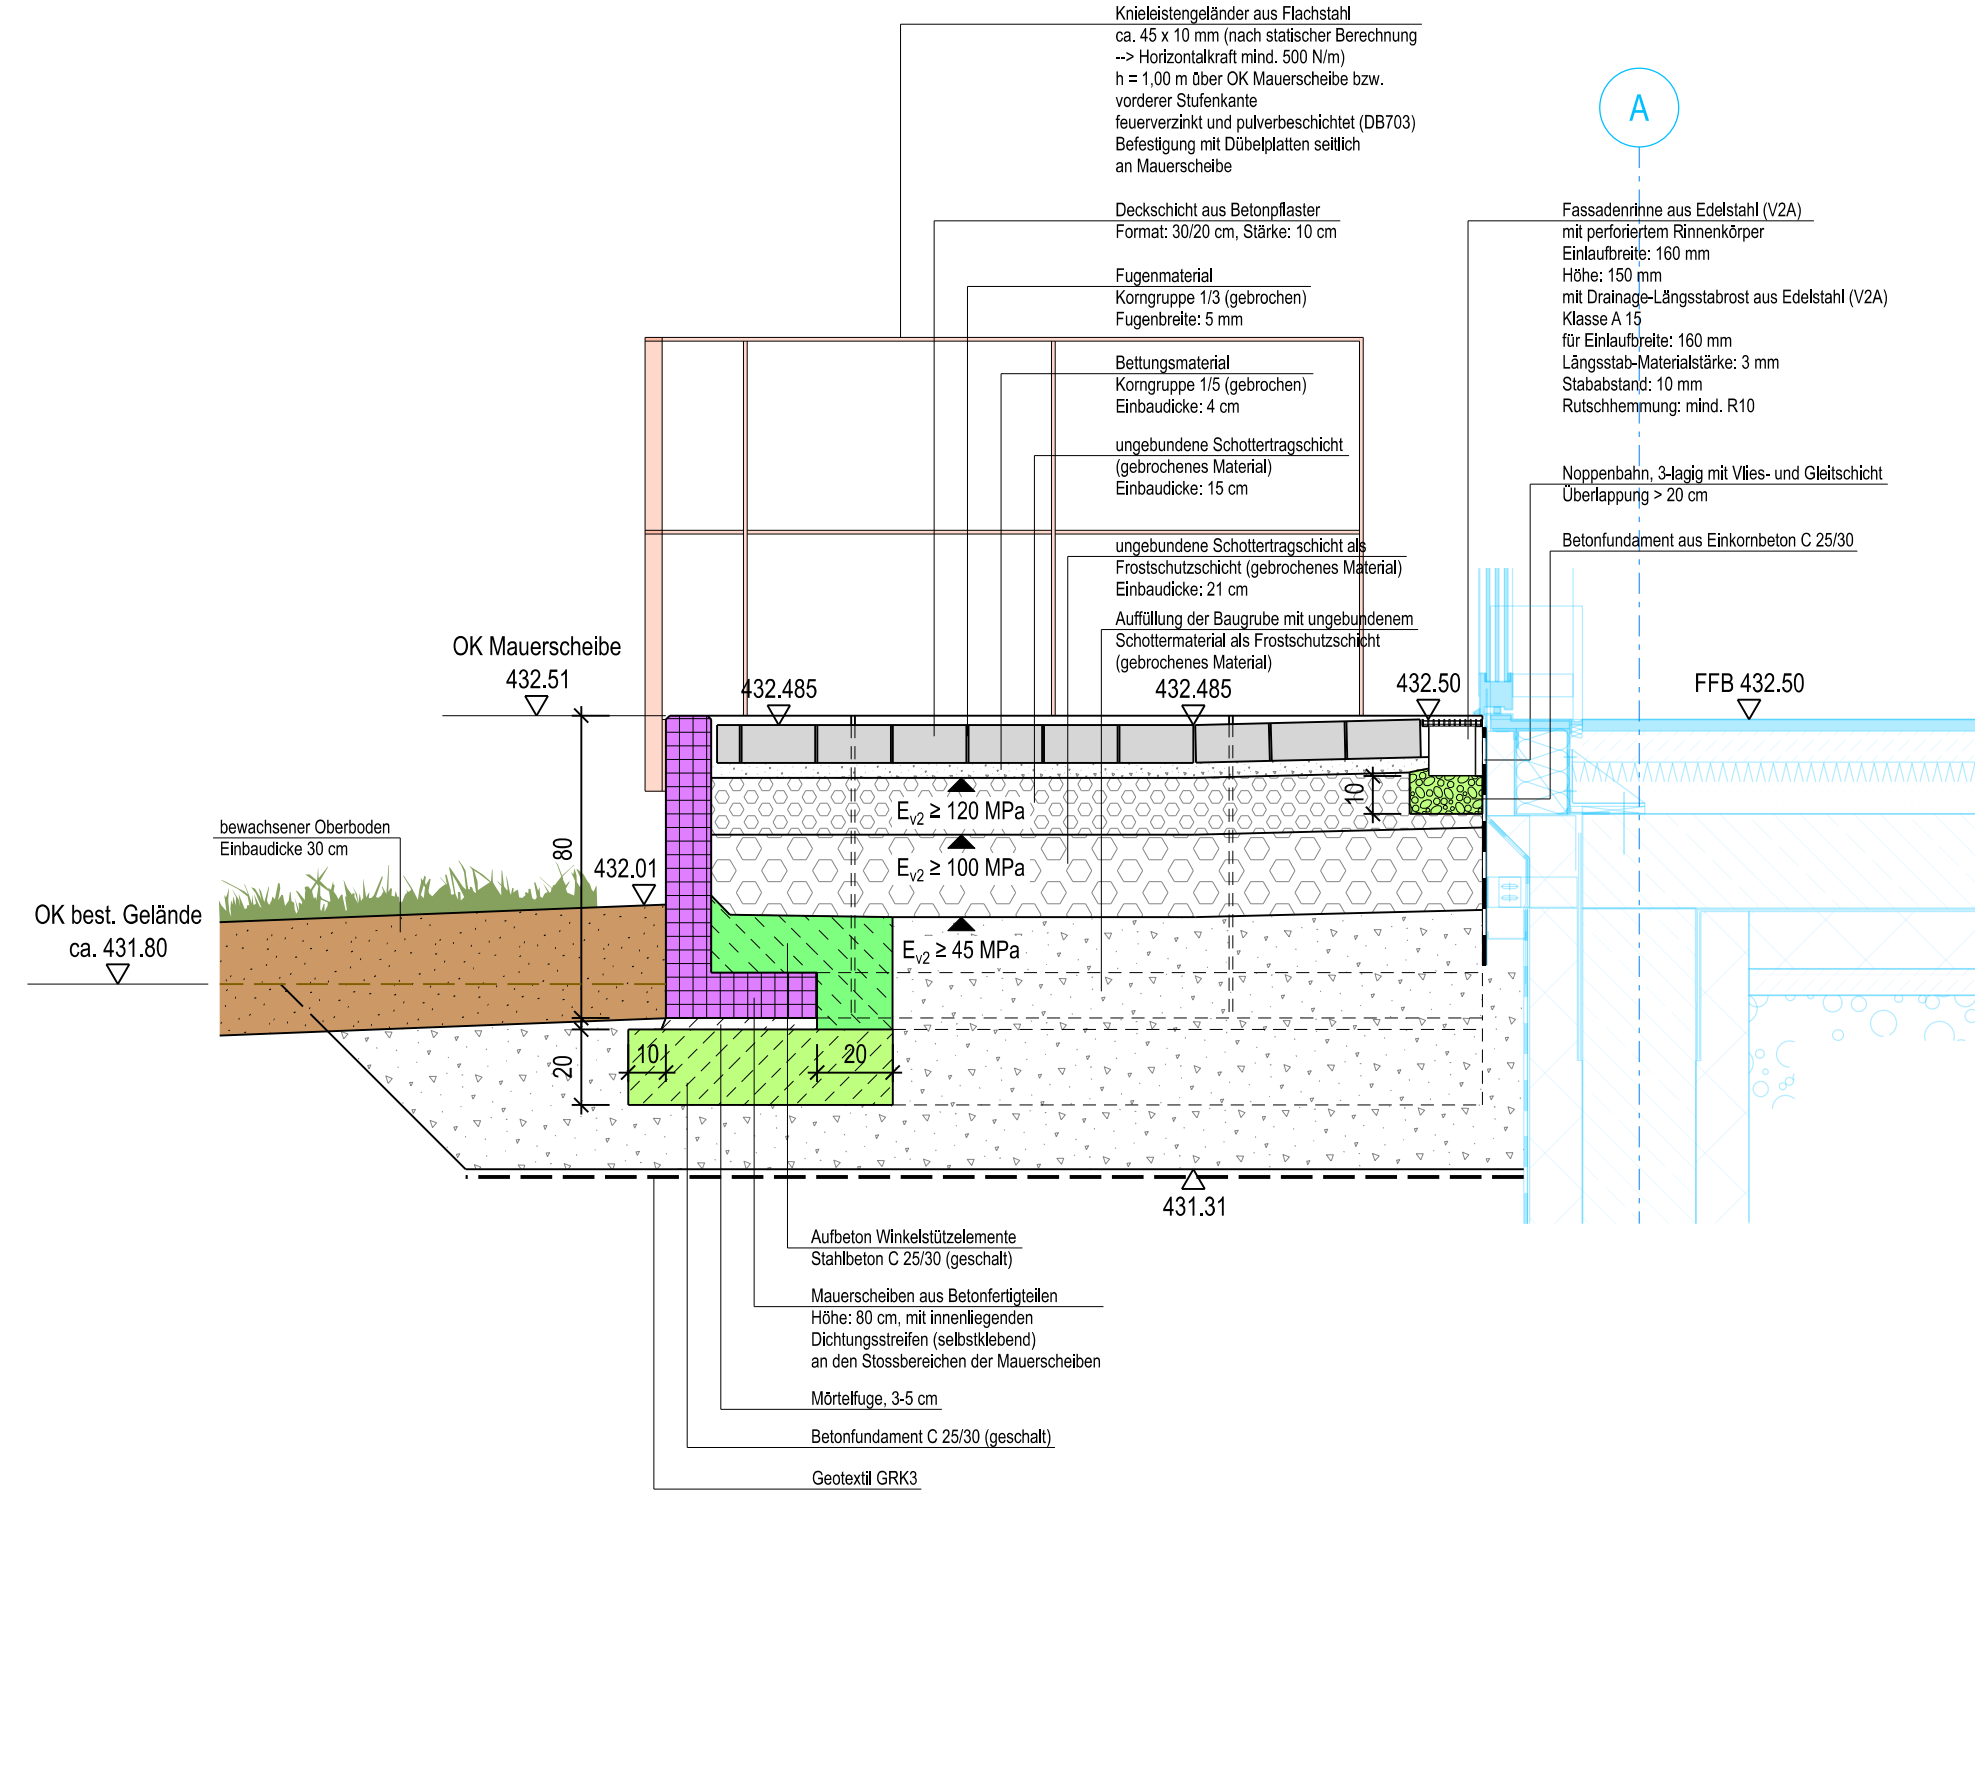 Knieleistengeländer aus Flachstahl
ca. 45 x 10 mm (nach statischer Berechnung
--> Horizontalkraft mind. 500 N/m)
h = 1,00 m über OK Mauerscheibe bzw.
vorderer Stufenkante
feuerverzinkt und pulverbeschichtet (DB703)
Befestigung mit Dübelplatten seitlich
an Mauerscheibe
A
Deckschicht aus Betonpflaster
Format: 30/20 cm, Stärke: 10 cm
Fugenmaterial
Korngruppe 1/3 (gebrochen)
Fugenbreite: 5 mm
Bettungsmaterial
Korngruppe 1/5 (gebrochen)
Einbaudicke: 4 cm
ungebundene Schottertragschicht
(gebrochenes Material)
Einbaudicke: 15 cm
ungebundene Schottertragschicht als
Frostschutzschicht (gebrochenes Material)
Einbaudicke: 21 cm
Auffüllung der Baugrube mit ungebundenem
Schottermaterial als Frostschutzschicht
(gebrochenes Material)
Fassadenrinne aus Edelstahl (V2A)
mit perforiertem Rinnenkörper
Einlaufbreite: 160 mm
Höhe: 150 mm
mit Drainage-Längsstabrost aus Edelstahl (V2A)
Klasse A 15
für Einlaufbreite: 160 mm
Längsstab-Materialstärke: 3 mm
Stababstand: 10 mm
Rutschhemmung: mind. R10
Noppenbahn, 3-lagig mit Vlies- und Gleitschicht
Überlappung > 20 cm
Betonfundament aus Einkornbeton C 25/30
OK Mauerscheibe
432.51
432.485
432.485
432.50
FFB 432.50
10
Ev2 ≥ 120 MPa
Ev2 ≥ 100 MPa
Ev2 ≥ 45 MPa
bewachsener Oberboden
Einbaudicke 30 cm
80
432.01
OK best. Gelände
ca. 431.80
20
10
20
431.31
Aufbeton Winkelstützelemente
Stahlbeton C 25/30 (geschalt)
Mauerscheiben aus Betonfertigteilen
Höhe: 80 cm, mit innenliegenden
Dichtungsstreifen (selbstklebend)
an den Stossbereichen der Mauerscheiben
Mörtelfuge, 3-5 cm
Betonfundament C 25/30 (geschalt)
Geotextil GRK3